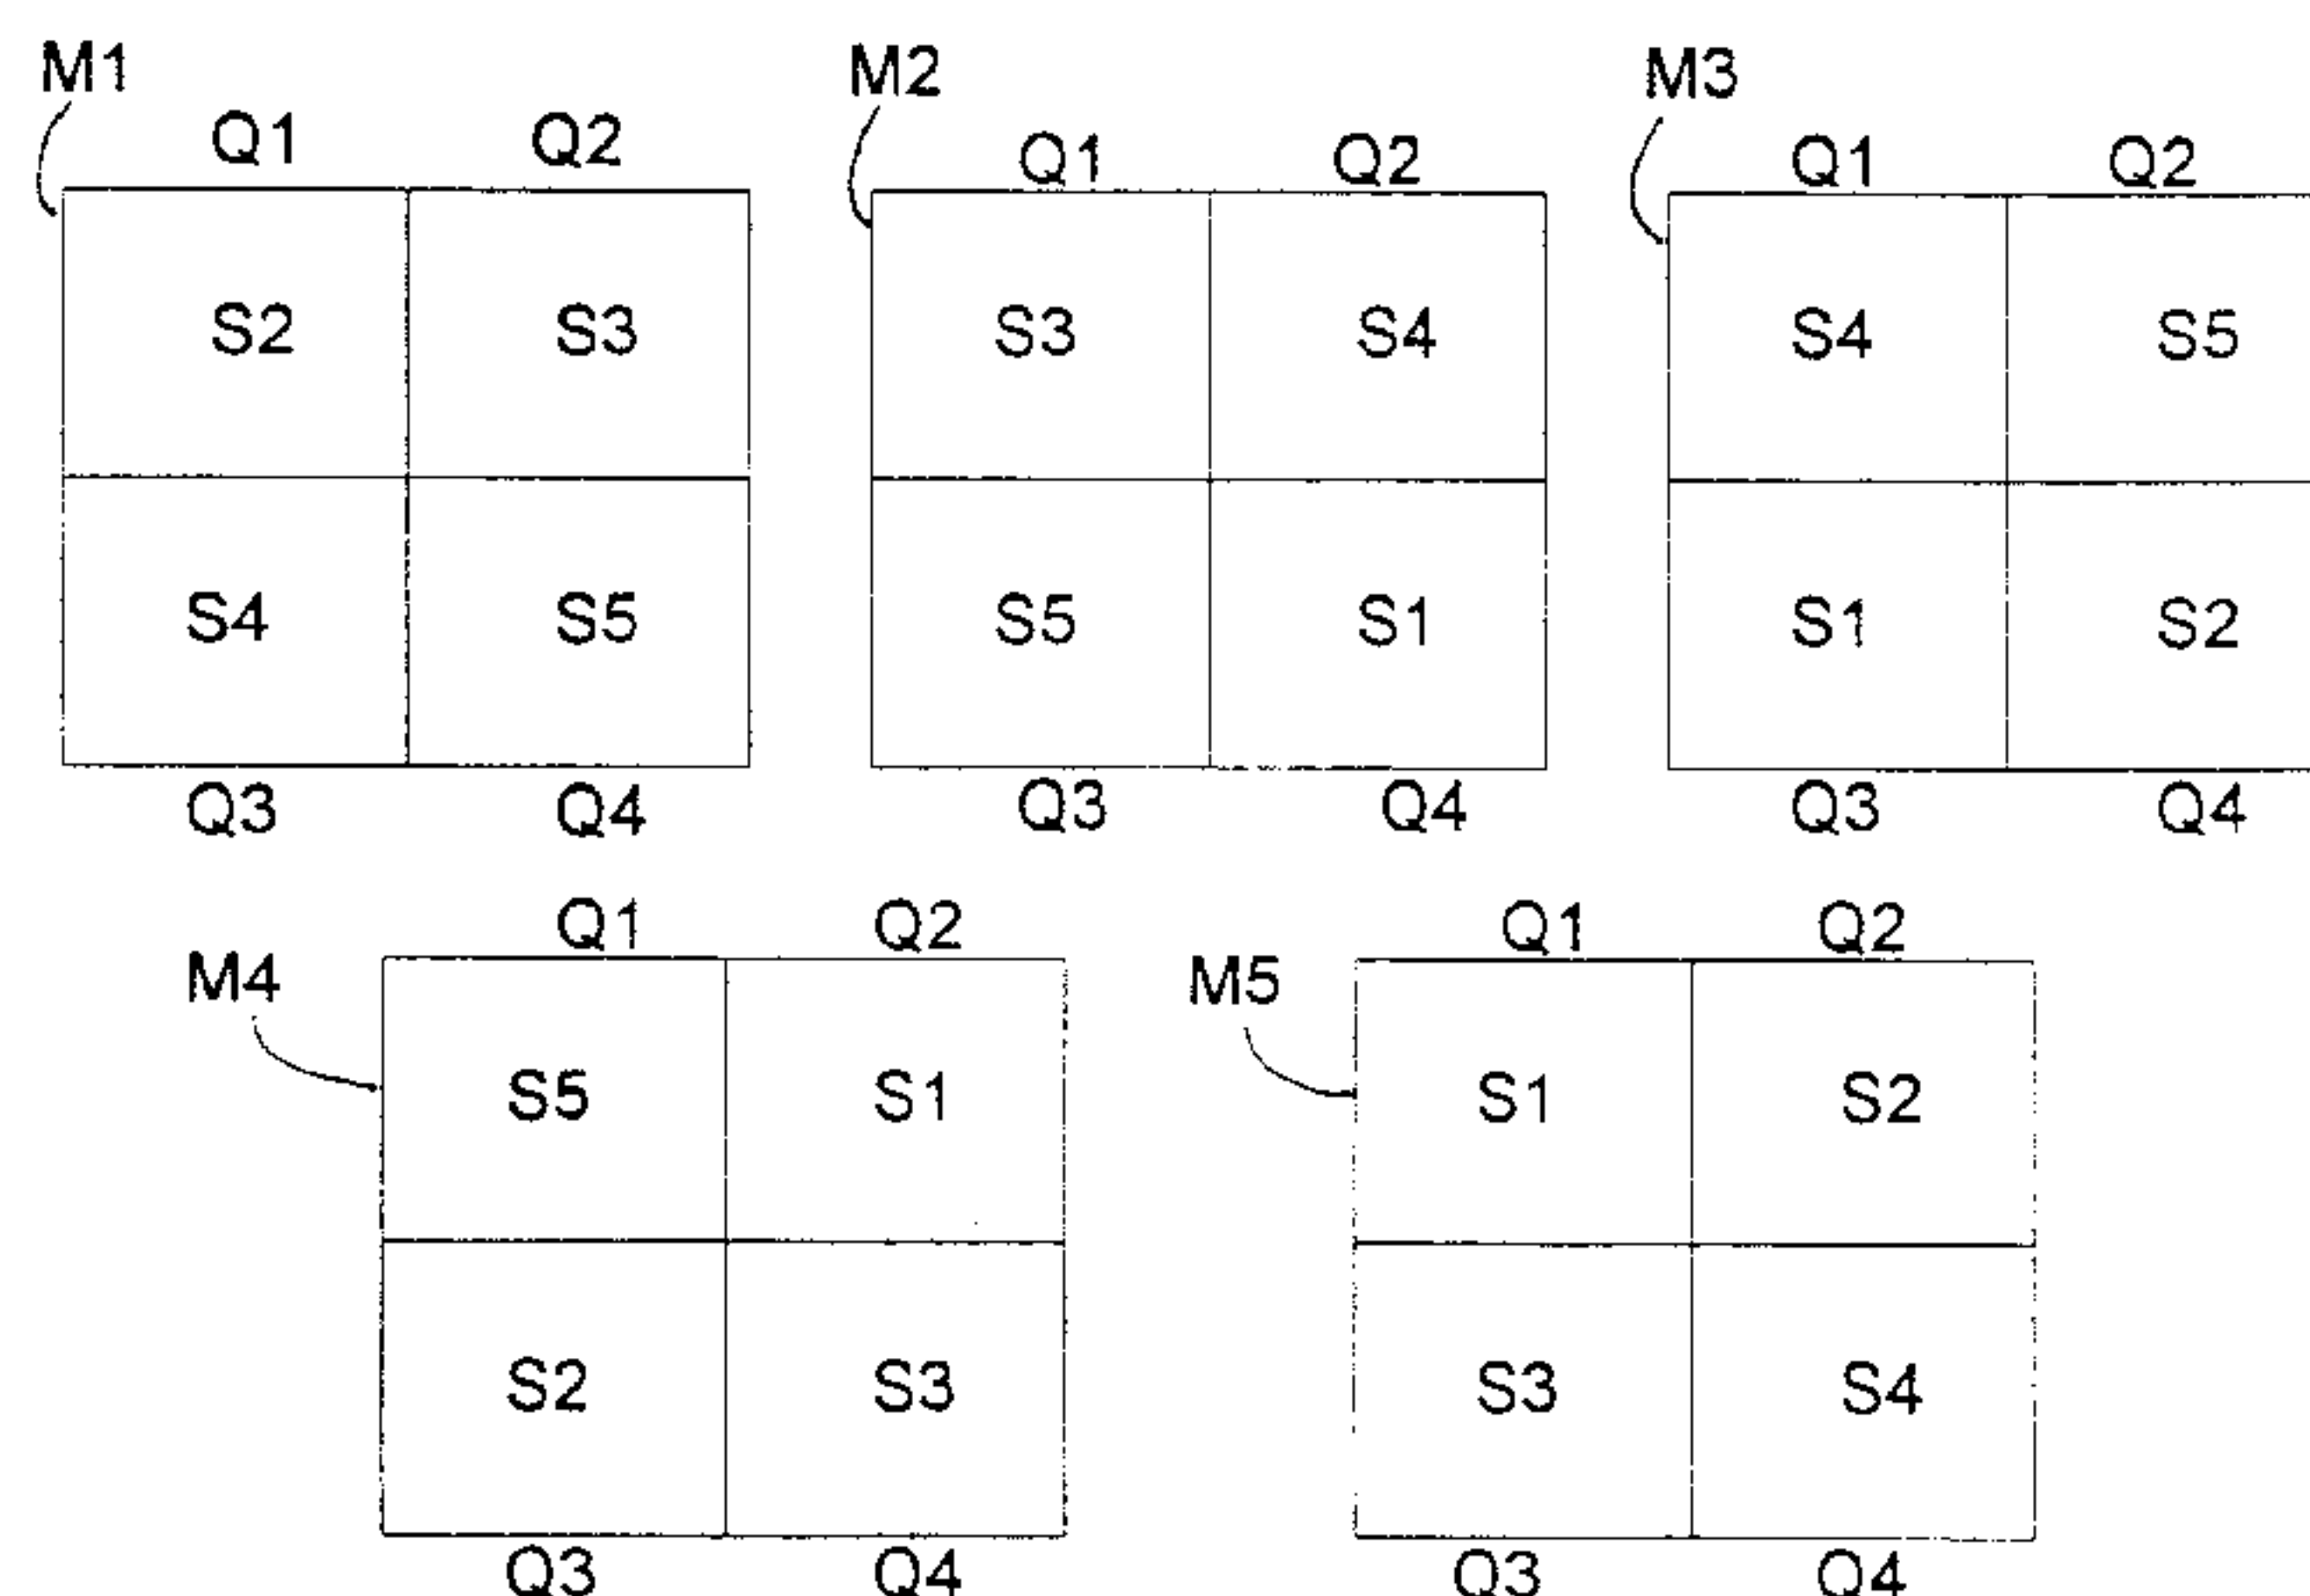 M1 M2 M3
Q1 Q2 Q1 Q2 Q1 Q2
S2 S3 S3 S4 S4 S5
S4 S5 S5 S1 S1 S2
Q3 Q4 Q3 Q4 Q3 Q4
Q1 Q2 Q1 Q2
M4 M5
S5 S1 S1 S2
S2 S3 S3 S4
Q3 Q4 Q3 Q4